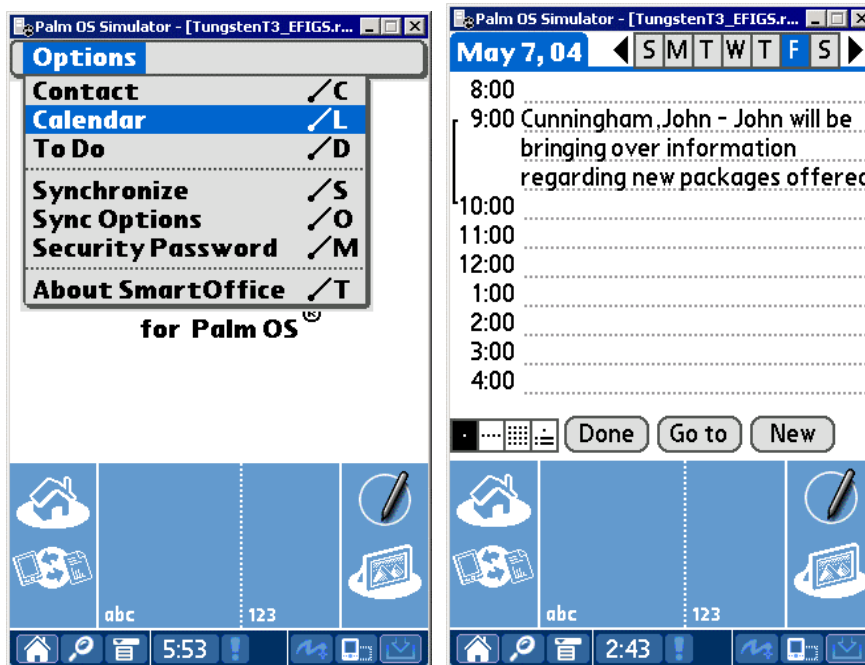 Palm OS Simulator - [TungstenT3_EFIGS.r...
Options
Contact /C
Calendar /L
To Do /D
Synchronize /S
Sync Options /O
Security Password /M
About SmartOffice /T
for Palm OS®
abc 123
5:53
Palm OS Simulator - [TungstenT3_EFIGS.r...
May 7, 04 S M T W T F S
8:00
9:00 Cunningham, John - John will be
bringing over information
regarding new packages offered
10:00
11:00
12:00
1:00
2:00
3:00
4:00
Done Go to New
abc 123
2:43